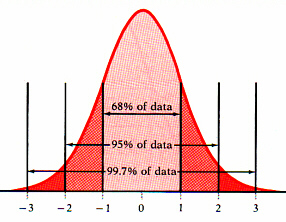 68% of data
95% of data
99.7% of data
−3 −2 −1 0 1 2 3